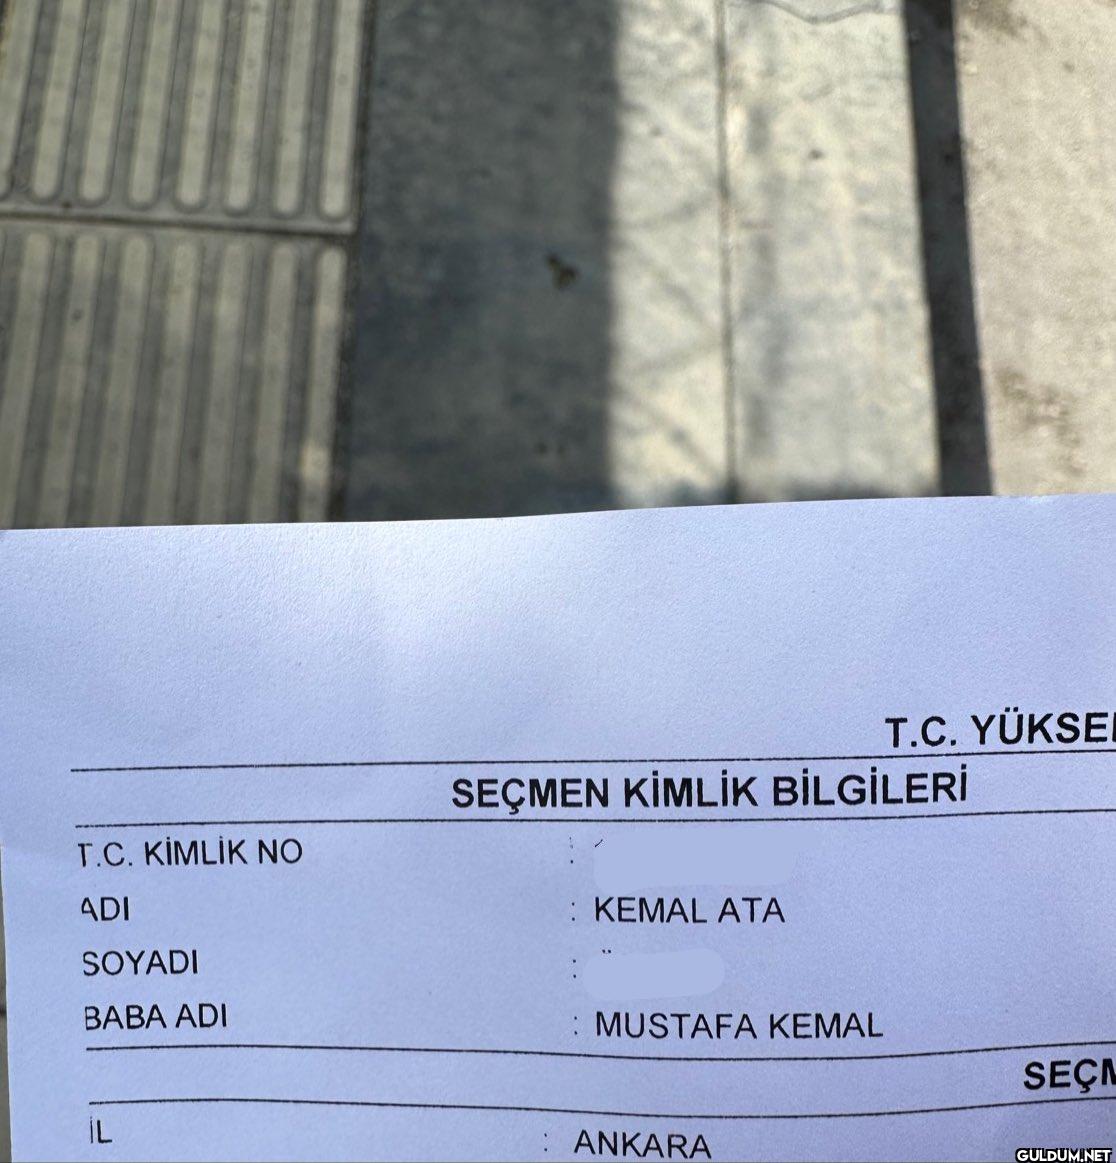 T.C. YÜKSE
SEÇMEN KİMLİK BİLGİLERİ
T.C. KİMLİK NO :
ADI : KEMAL ATA
SOYADI :
BABA ADI : MUSTAFA KEMAL
SEÇM
İL : ANKARA
GULDUM.NET